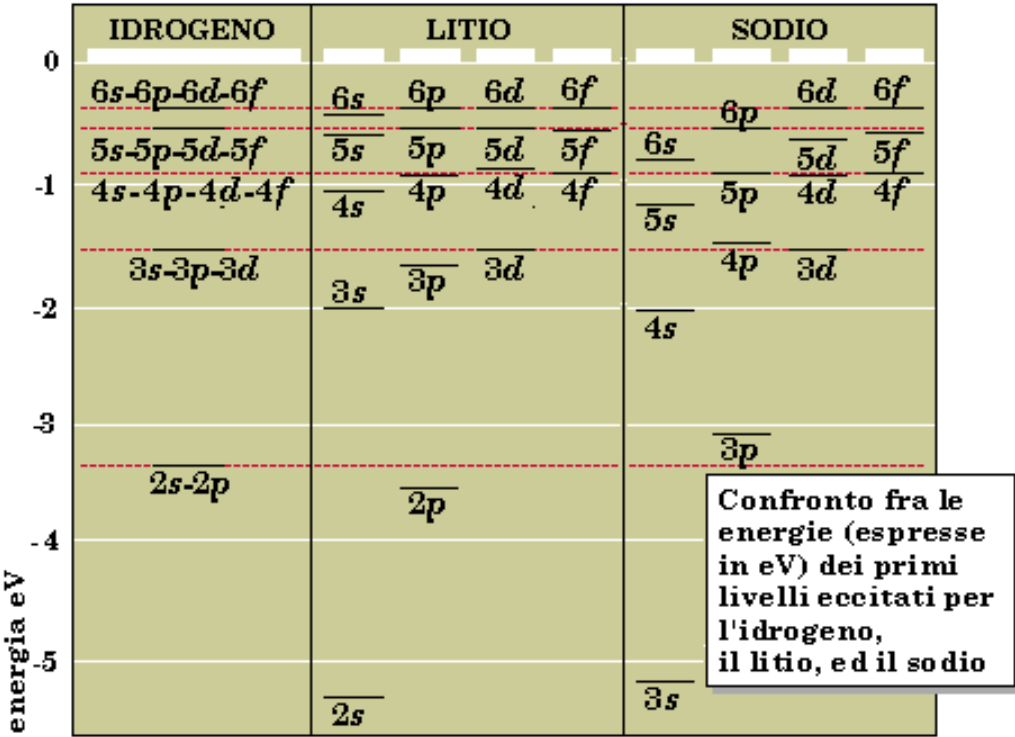 IDROGENO LITIO SODIO
0
6s-6p-6d-6f 6s 6p 6d 6f 6p 6d 6f
5s-5p-5d-5f 5s 5p 5d 5f 6s 5d 5f
-1
4s-4p-4d-4f 4s 4p 4d 4f 5s 5p 4d 4f
3s-3p-3d 3s 3p 3d 4p 3d
-2
4s
-3
3p
2s-2p 2p
-4
-5
2s 3s
energia eV
Confronto fra le
energie (espresse
in eV) dei primi
livelli eccitati per
l'idrogeno,
il litio, ed il sodio